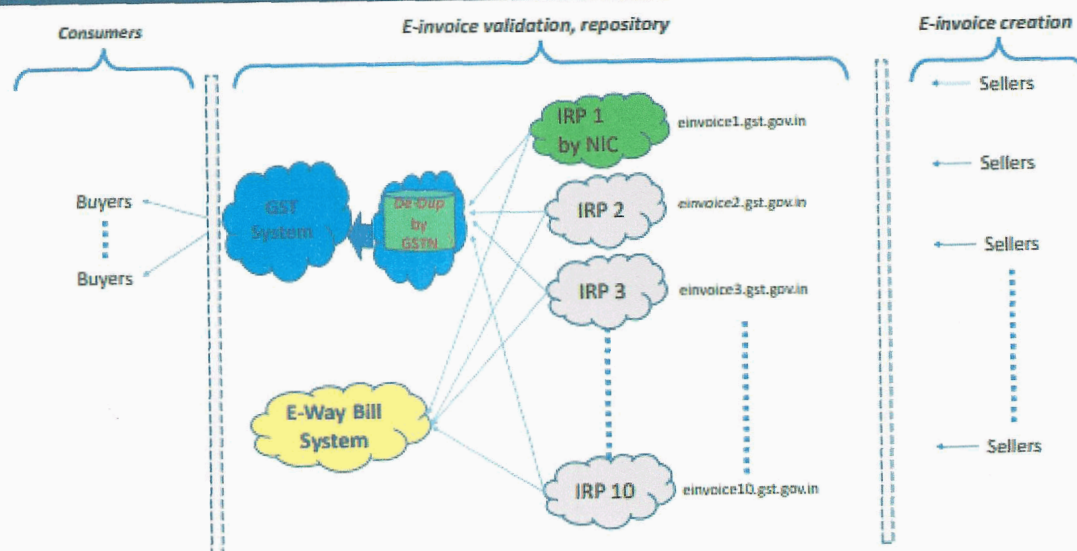 Consumers
E-invoice validation, repository
E-invoice creation
Sellers
IRP 1
by NIC
einvoice1.gst.gov.in
Sellers
Buyers
GST
System
De-Dup
by
GSTN
IRP 2
einvoice2.gst.gov.in
Sellers
Buyers
IRP 3
einvoice3.gst.gov.in
E-Way Bill
System
Sellers
IRP 10
einvoice10.gst.gov.in